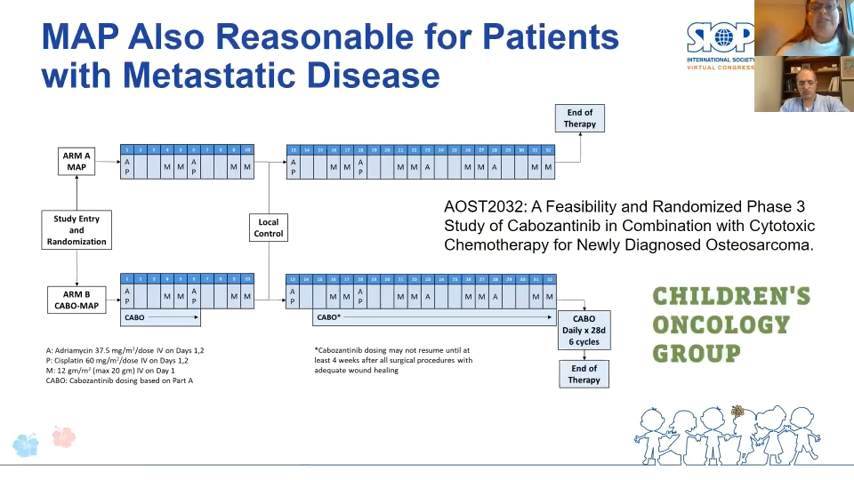 MAP Also Reasonable for Patients
with Metastatic Disease
SIOP
INTERNATIONAL SOCIETY
VIRTUAL CONGRESS
End of
Therapy
ARM A
MAP
A
P
M M
A
P
M M
A
P
M M
A
P
M M A
M M A
M M
Study Entry
and
Randomization
Local
Control
AOST2032: A Feasibility and Randomized Phase 3
Study of Cabozantinib in Combination with Cytotoxic
Chemotherapy for Newly Diagnosed Osteosarcoma.
ARM B
CABO-MAP
A
P
M M
A
P
M M
A
P
M M
A
P
M M A
M M A
M M
CABO
CABO*
CABO
Daily x 28d
6 cycles
End of
Therapy
CHILDREN'S
ONCOLOGY
GROUP
A: Adriamycin 37.5 mg/m²/dose IV on Days 1,2
P: Cisplatin 60 mg/m²/dose IV on Days 1,2
M: 12 gm/m² (max 20 gm) IV on Day 1
CABO: Cabozantinib dosing based on Part A
*Cabozantinib dosing may not resume until at
least 4 weeks after all surgical procedures with
adequate wound healing